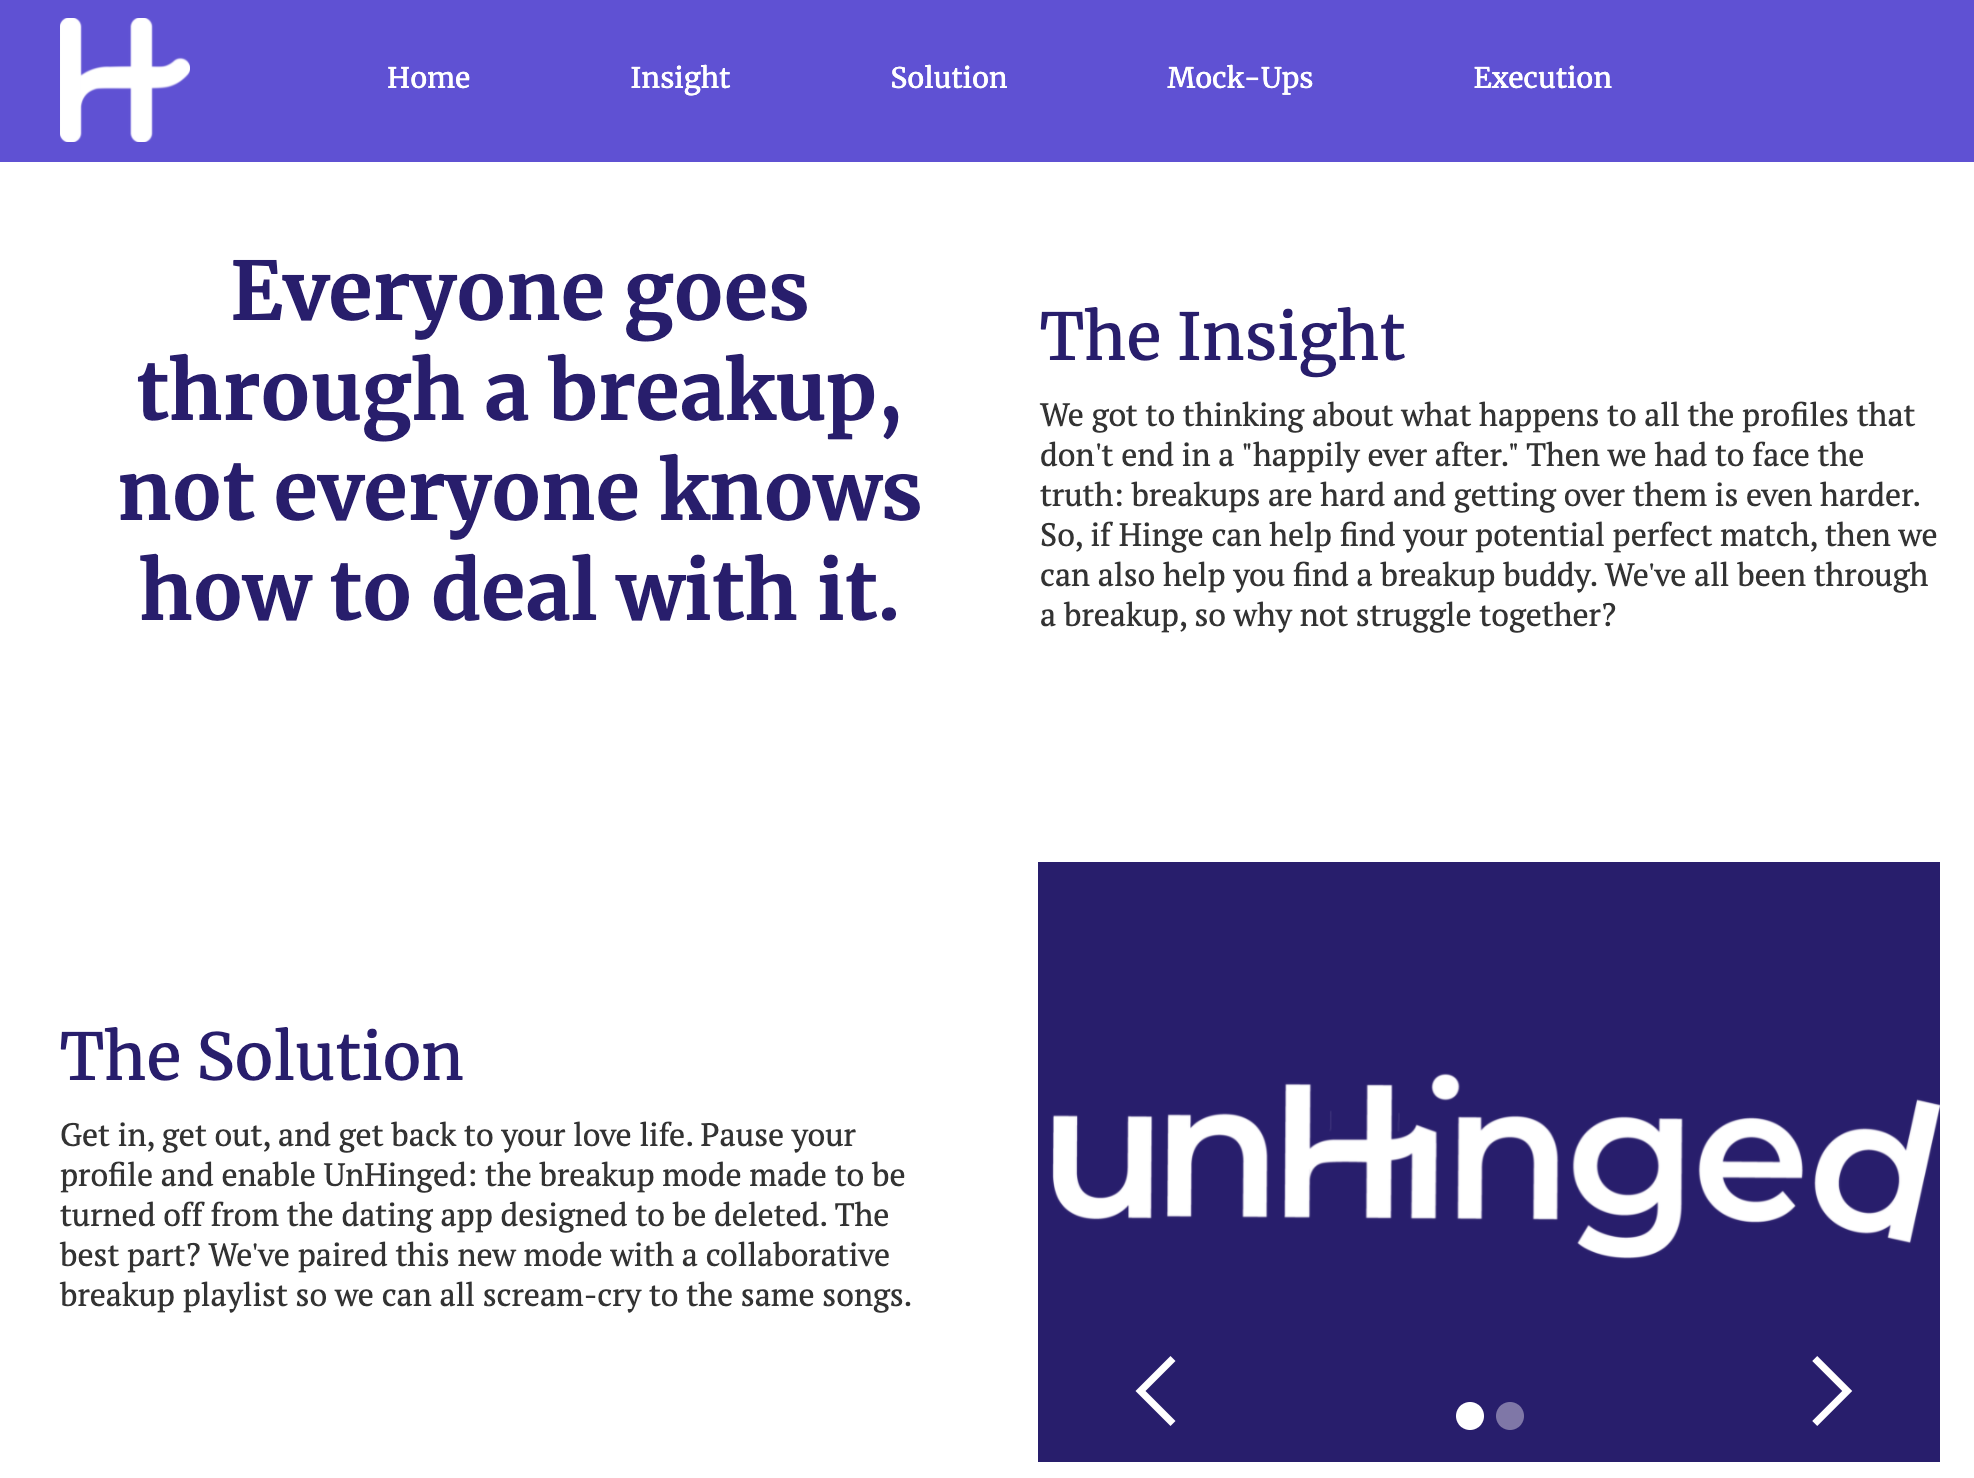 H
Home
Insight
Solution
Mock-Ups
Execution
Everyone goes
through a breakup,
not everyone knows
how to deal with it.
The Insight
We got to thinking about what happens to all the profiles that
don't end in a "happily ever after." Then we had to face the
truth: breakups are hard and getting over them is even harder.
So, if Hinge can help find your potential perfect match, then we
can also help you find a breakup buddy. We've all been through
a breakup, so why not struggle together?
The Solution
Get in, get out, and get back to your love life. Pause your
profile and enable UnHinged: the breakup mode made to be
turned off from the dating app designed to be deleted. The
best part? We've paired this new mode with a collaborative
breakup playlist so we can all scream-cry to the same songs.
unHinged